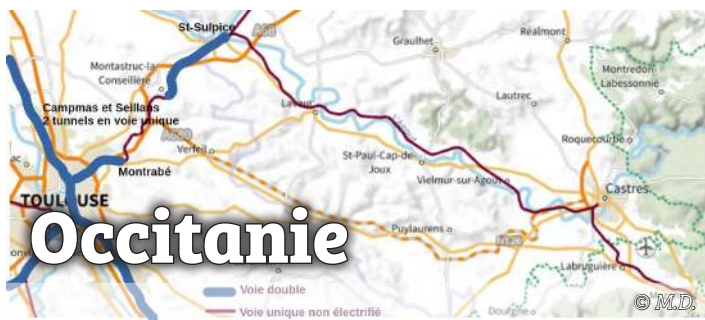 St-Sulpice
A68
Réalmont
Graulhet
Montastruc-la-
Conseillère
Montredon-
Labessonnie
Lautrec
Campmas et Seillans
2 tunnels en voie unique
Lavaur
A680
Verfeil
Roquecourbe
St-Paul-Cap-de-
Joux
Vielmur-sur-Agout
Montrabé
Castres
TOULOUSE
Puylaurens
N126
Occitanie
Labruguière
Voie double
Voie unique non électrifié
Dourgne
© M.D.